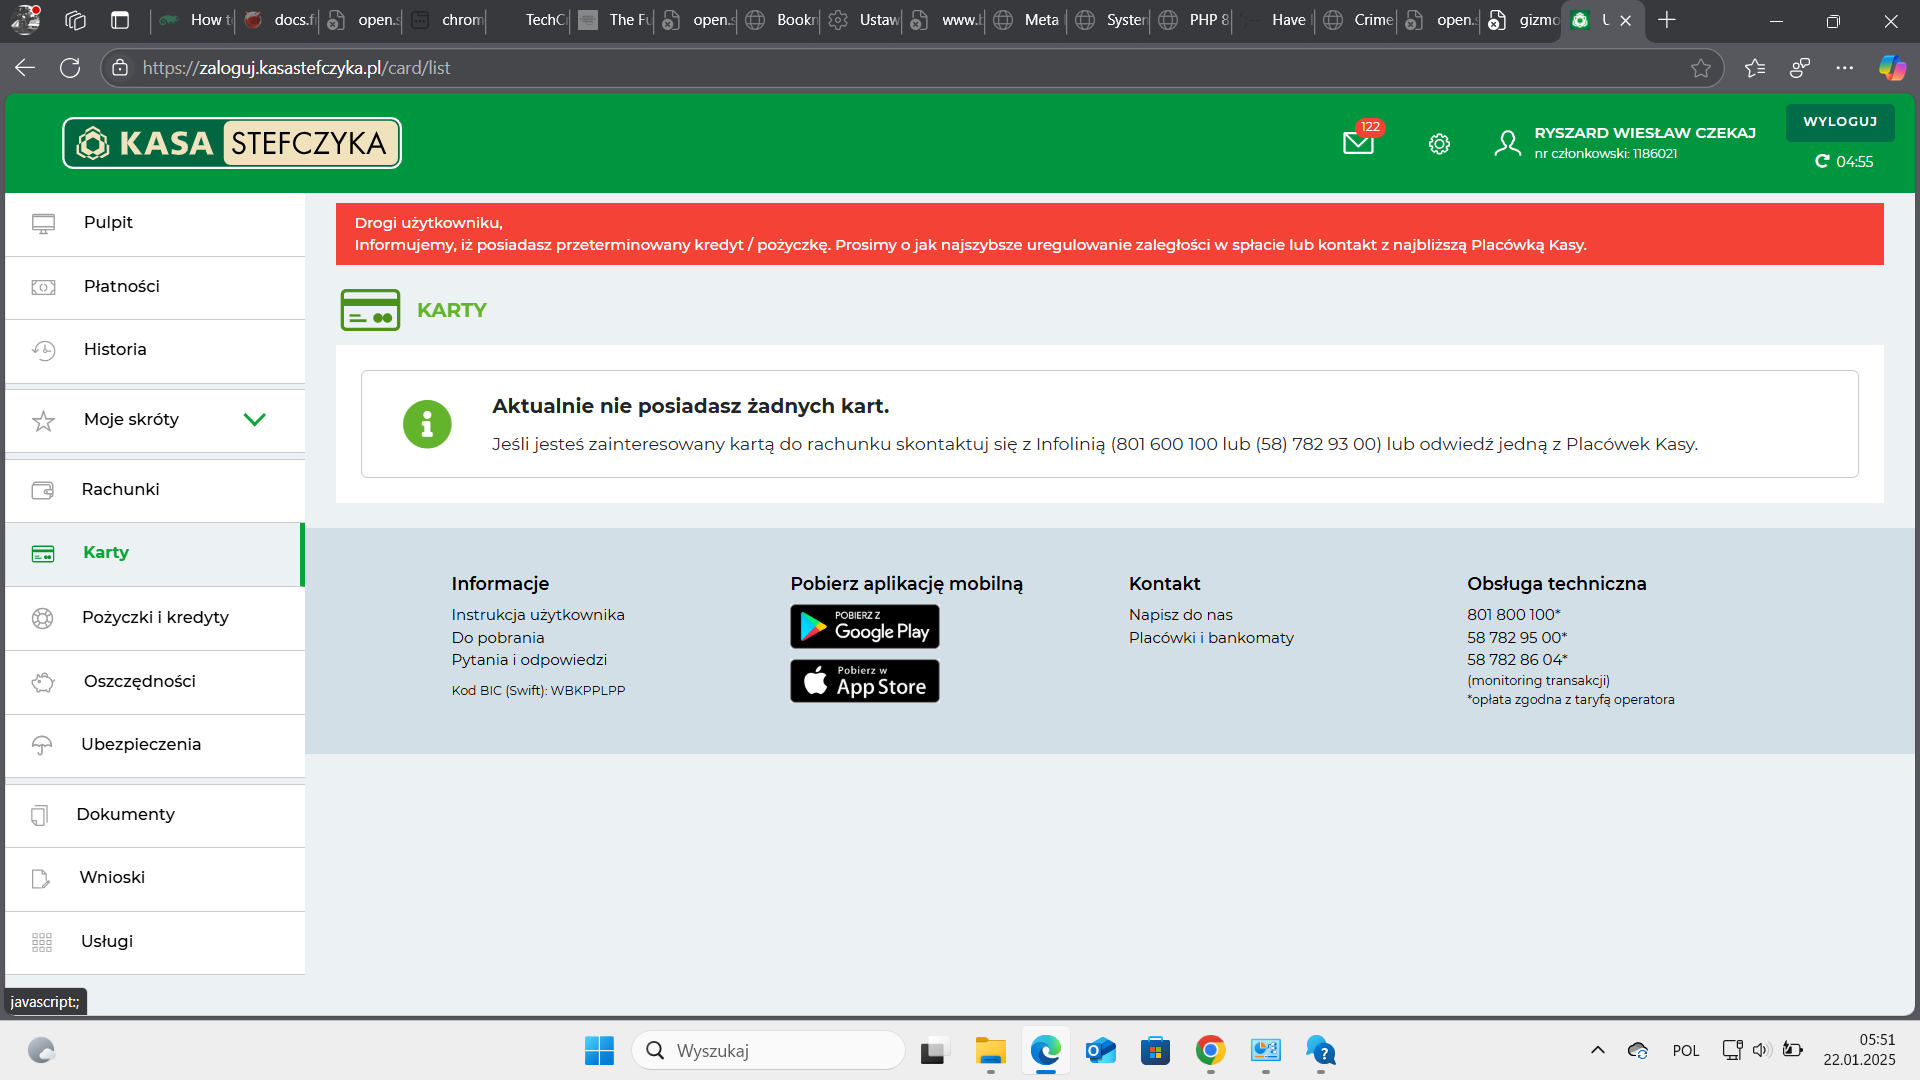 How t
docs.f
open.s
chrom
TechC
The Fu
open.s
Bookr
Ustaw
www.b
Meta
System
PHP 8
Have
Crime
open.s
gizmo
https://zaloguj.kasastefczyka.pl/card/list
KASA STEFCZYKA
122
RYSZARD WIESŁAW CZEKAJ
nr członkowski: 1186021
WYLOGUJ
04:55
Pulpit
Płatności
Historia
Moje skróty
Rachunki
Karty
Pożyczki i kredyty
Oszczędności
Ubezpieczenia
Dokumenty
Wnioski
Usługi
Drogi użytkowniku,
Informujemy, iż posiadasz przeterminowany kredyt / pożyczkę. Prosimy o jak najszybsze uregulowanie zaległości w spłacie lub kontakt z najbliższą Placówką Kasy.
KARTY
Aktualnie nie posiadasz żadnych kart.
Jeśli jesteś zainteresowany kartą do rachunku skontaktuj się z Infolinią (801 600 100 lub (58) 782 93 00) lub odwiedź jedną z Placówek Kasy.
Informacje
Instrukcja użytkownika
Do pobrania
Pytania i odpowiedzi
Kod BIC (Swift): WBKPPLPP
Pobierz aplikację mobilną
POBIERZ Z
Google Play
Pobierz w
App Store
Kontakt
Napisz do nas
Placówki i bankomaty
Obsługa techniczna
801 800 100*
58 782 95 00*
58 782 86 04*
(monitoring transakcji)
*opłata zgodna z taryfą operatora
javascript:;
Wyszukaj
POL
05:51
22.01.2025